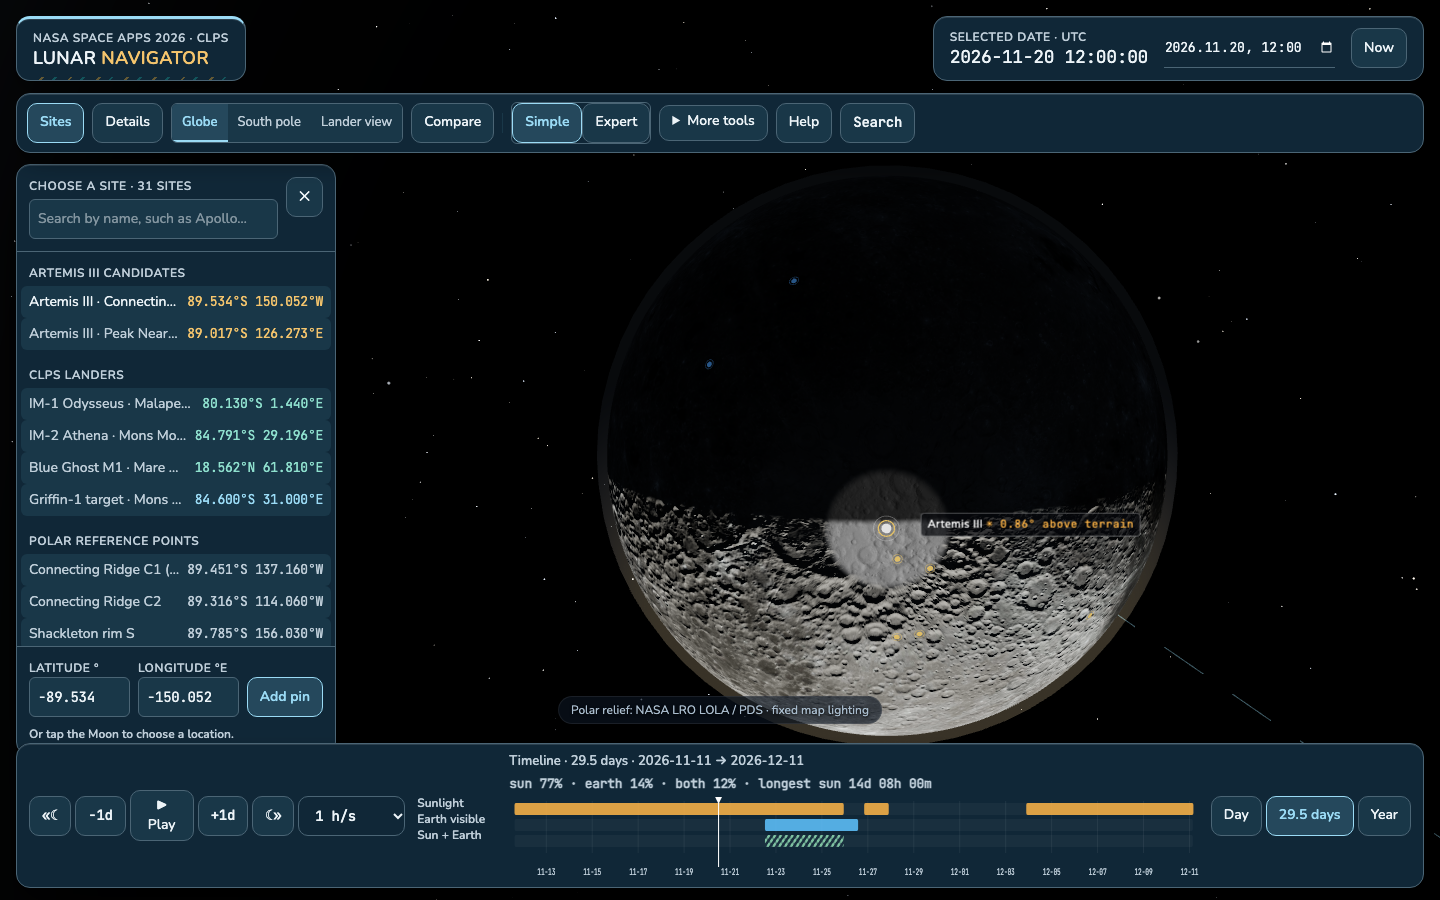 NASA SPACE APPS 2026 · CLPS
LUNAR NAVIGATOR
SELECTED DATE · UTC
2026-11-20 12:00:00
2026.11.20, 12:00
Now
Sites
Details
Globe
South pole
Lander view
Compare
Simple
Expert
▶ More tools
Help
Search
CHOOSE A SITE · 31 SITES
×
Search by name, such as Apollo...
ARTEMIS III CANDIDATES
Artemis III · Connectin... 89.534°S 150.052°W
Artemis III · Peak Near... 89.017°S 126.273°E
CLPS LANDERS
IM-1 Odysseus · Malape... 80.130°S 1.440°E
IM-2 Athena · Mons Mo... 84.791°S 29.196°E
Blue Ghost M1 · Mare ... 18.562°N 61.810°E
Griffin-1 target · Mons ... 84.600°S 31.000°E
POLAR REFERENCE POINTS
Connecting Ridge C1 (... 89.451°S 137.160°W
Connecting Ridge C2 89.316°S 114.060°W
Shackleton rim S 89.785°S 156.030°W
LATITUDE °
LONGITUDE °E
-89.534
-150.052
Add pin
Or tap the Moon to choose a location.
Artemis III ☀ 0.86° above terrain
Polar relief: NASA LRO LOLA / PDS · fixed map lighting
Timeline · 29.5 days · 2026-11-11 → 2026-12-11
sun 77% · earth 14% · both 12% · longest sun 14d 08h 00m
«☾
-1d
▶ Play
+1d
☾»
1 h/s
Sunlight
Earth visible
Sun + Earth
11-13 11-15 11-17 11-19 11-21 11-23 11-25 11-27 11-29 12-01 12-03 12-05 12-07 12-09 12-11
Day
29.5 days
Year